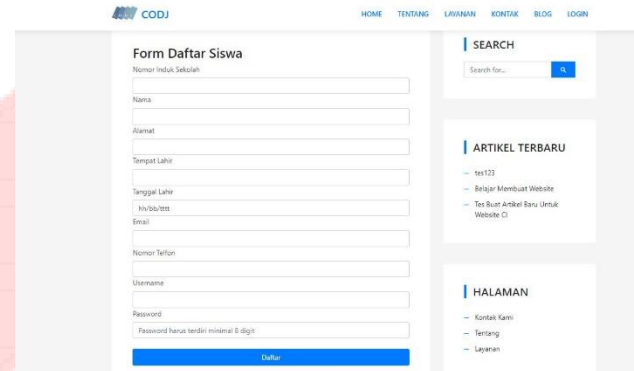 CODJ
HOME TENTANG LAYANAN KONTAK BLOG LOGIN
Form Daftar Siswa
Nomor Induk Sekolah
Nama
Alamat
Tempat Lahir
Tanggal Lahir
hh/bb/tttt
Email
Nomor Telfon
Username
Password
Password harus terdiri minimal 6 digit
Daftar
SEARCH
Search for...
ARTIKEL TERBARU
tes123
Belajar Membuat Website
Tes Buat Artikel Baru Untuk
Website CI
HALAMAN
Kontak Kami
Tentang
Layanan